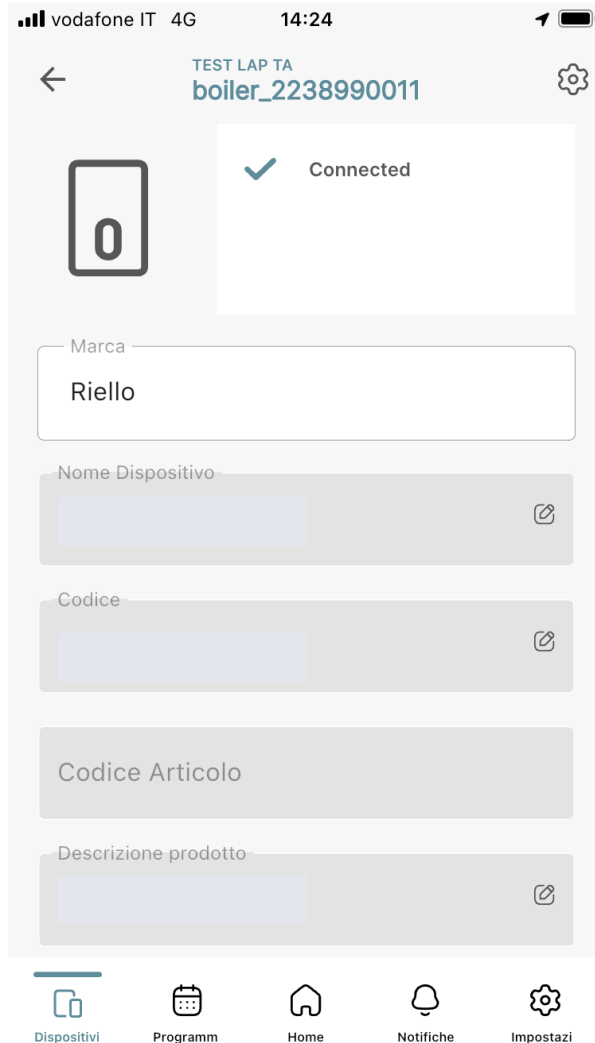 vodafone IT 4G 14:24
TEST LAP TA
boiler_2238990011
Connected
Marca
Riello
Nome Dispositivo
Codice
Codice Articolo
Descrizione prodotto
Dispositivi Programm Home Notifiche Impostazi